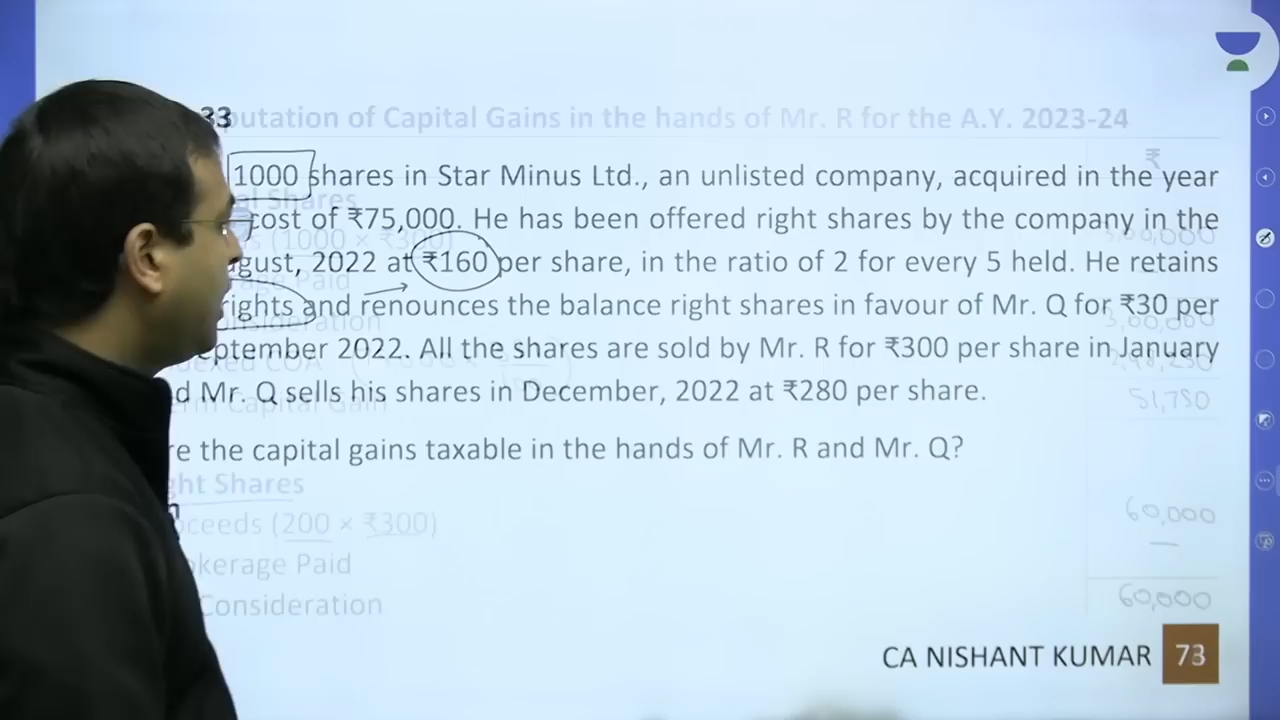 33
putation of Capital Gains in the hands of Mr. R for the A.Y. 2023-24
₹
1000 shares in Star Minus Ltd., an unlisted company, acquired in the year
al Shares
cost of ₹75,000. He has been offered right shares by the company in the
(1000 × ₹300)
gust, 2022 at ₹160 per share, in the ratio of 2 for every 5 held. He retains
rights and renounces the balance right shares in favour of Mr. Q for ₹30 per
eptember 2022. All the shares are sold by Mr. R for ₹300 per share in January
d Mr. Q sells his shares in December, 2022 at ₹280 per share.
51,750
re the capital gains taxable in the hands of Mr. R and Mr. Q?
ght Shares
ceeds (200 × ₹300)
60,000
kerage Paid
—
Consideration
60,000
CA NISHANT KUMAR 73